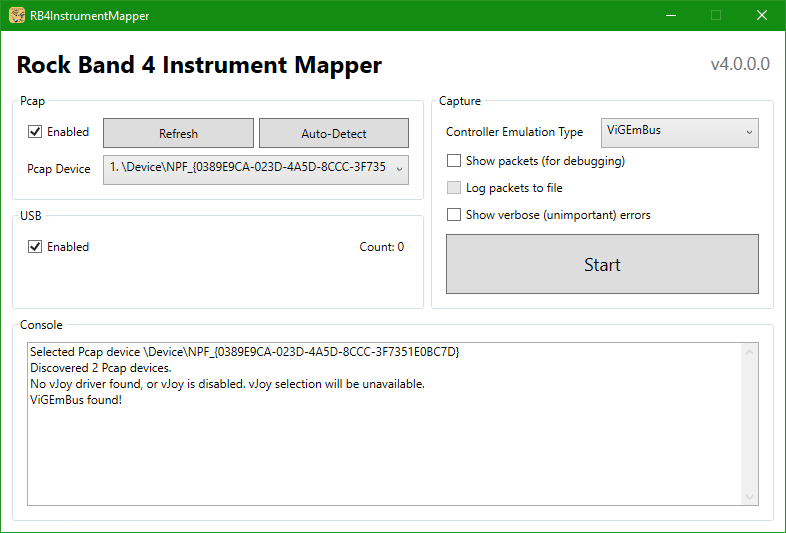 RB4InstrumentMapper
Rock Band 4 Instrument Mapper
v4.0.0.0
Pcap
Enabled
Refresh
Auto-Detect
Pcap Device
1. \Device\NPF_{0389E9CA-023D-4A5D-8CCC-3F735
USB
Enabled
Count: 0
Capture
Controller Emulation Type
ViGEmBus
Show packets (for debugging)
Log packets to file
Show verbose (unimportant) errors
Start
Console
Selected Pcap device \Device\NPF_{0389E9CA-023D-4A5D-8CCC-3F7351E0BC7D}
Discovered 2 Pcap devices.
No vJoy driver found, or vJoy is disabled. vJoy selection will be unavailable.
ViGEmBus found!